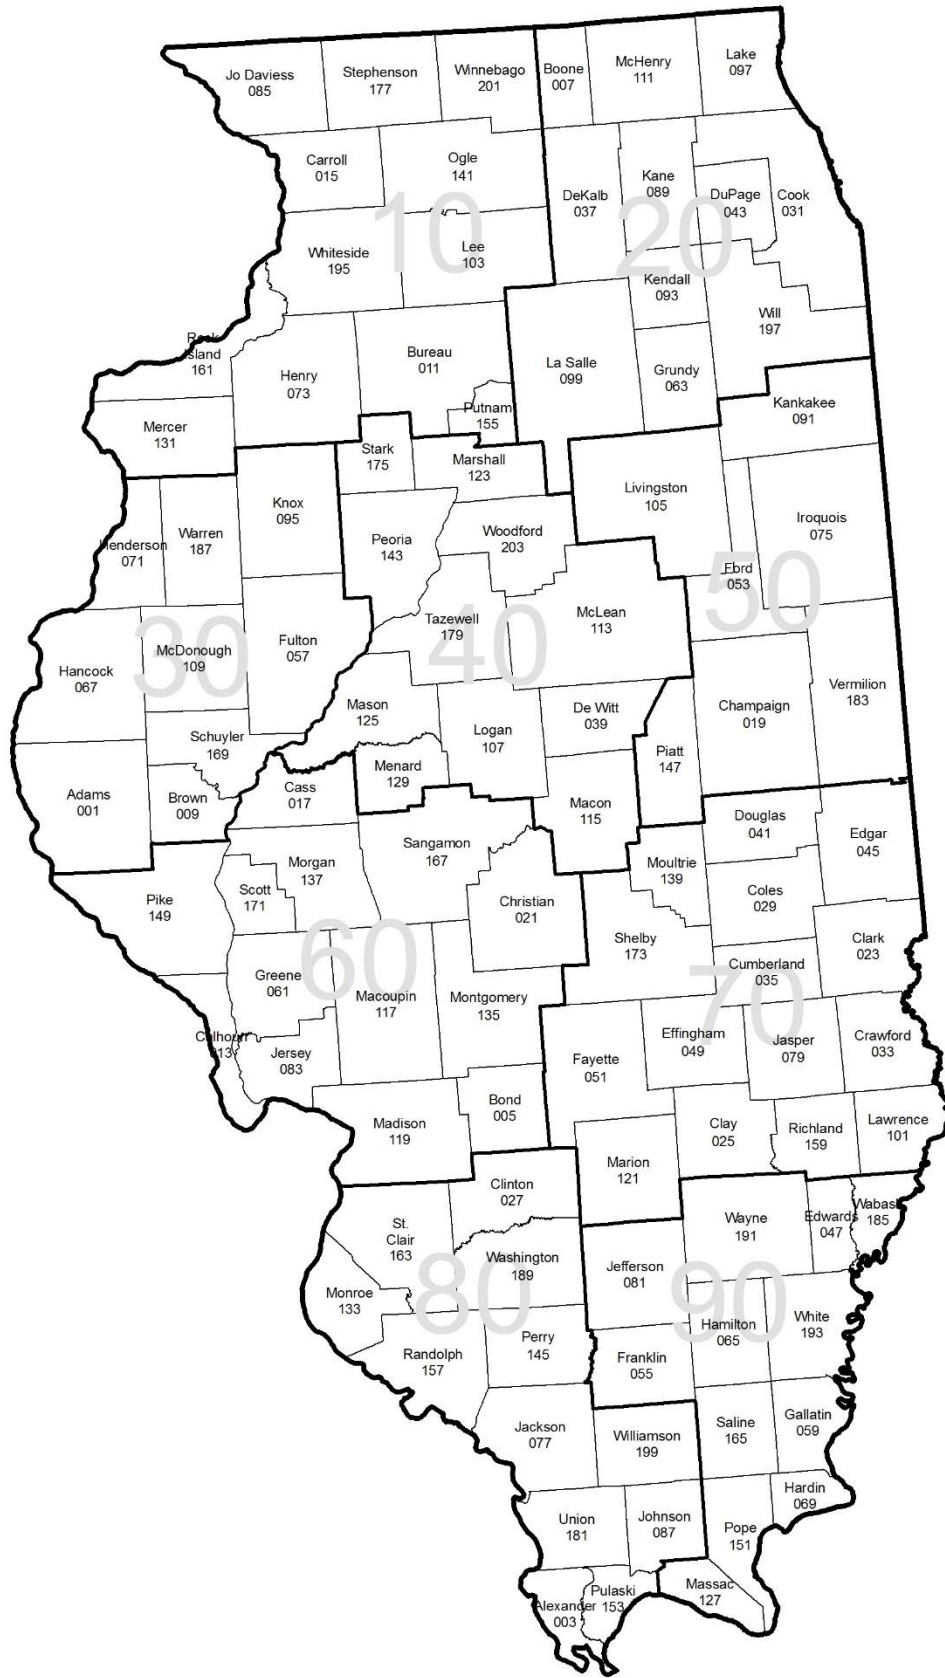 Jo Daviess
085
Stephenson
177
Winnebago
201
Boone
007
McHenry
111
Lake
097
Carroll
015
Ogle
141
DeKalb
037
Kane
089
DuPage
043
Cook
031
10
20
Whiteside
195
Lee
103
Kendall
093
Will
197
Rock
Island
161
Henry
073
Bureau
011
Putnam
155
La Salle
099
Grundy
063
Kankakee
091
Mercer
131
Stark
175
Marshall
123
Knox
095
Livingston
105
Iroquois
075
Henderson
071
Warren
187
Peoria
143
Woodford
203
Ford
053
50
McLean
113
Tazewell
179
40
30
Hancock
067
McDonough
109
Fulton
057
Mason
125
Logan
107
De Witt
039
Piatt
147
Champaign
019
Vermilion
183
Schuyler
169
Menard
129
Adams
001
Brown
009
Cass
017
Macon
115
Douglas
041
Edgar
045
Sangamon
167
Morgan
137
Scott
171
Moultrie
139
Coles
029
Pike
149
Christian
021
Shelby
173
Clark
023
60
Greene
061
Cumberland
035
70
Macoupin
117
Montgomery
135
Calhoun
013
Jersey
083
Fayette
051
Effingham
049
Jasper
079
Crawford
033
Madison
119
Bond
005
Clay
025
Richland
159
Lawrence
101
Marion
121
Clinton
027
Wayne
191
Edwards
047
Wabash
185
St.
Clair
163
Washington
189
Jefferson
081
Monroe
133
80
90
Hamilton
065
White
193
Randolph
157
Perry
145
Franklin
055
Jackson
077
Williamson
199
Saline
165
Gallatin
059
Hardin
069
Union
181
Johnson
087
Pope
151
Alexander
003
Pulaski
153
Massac
127